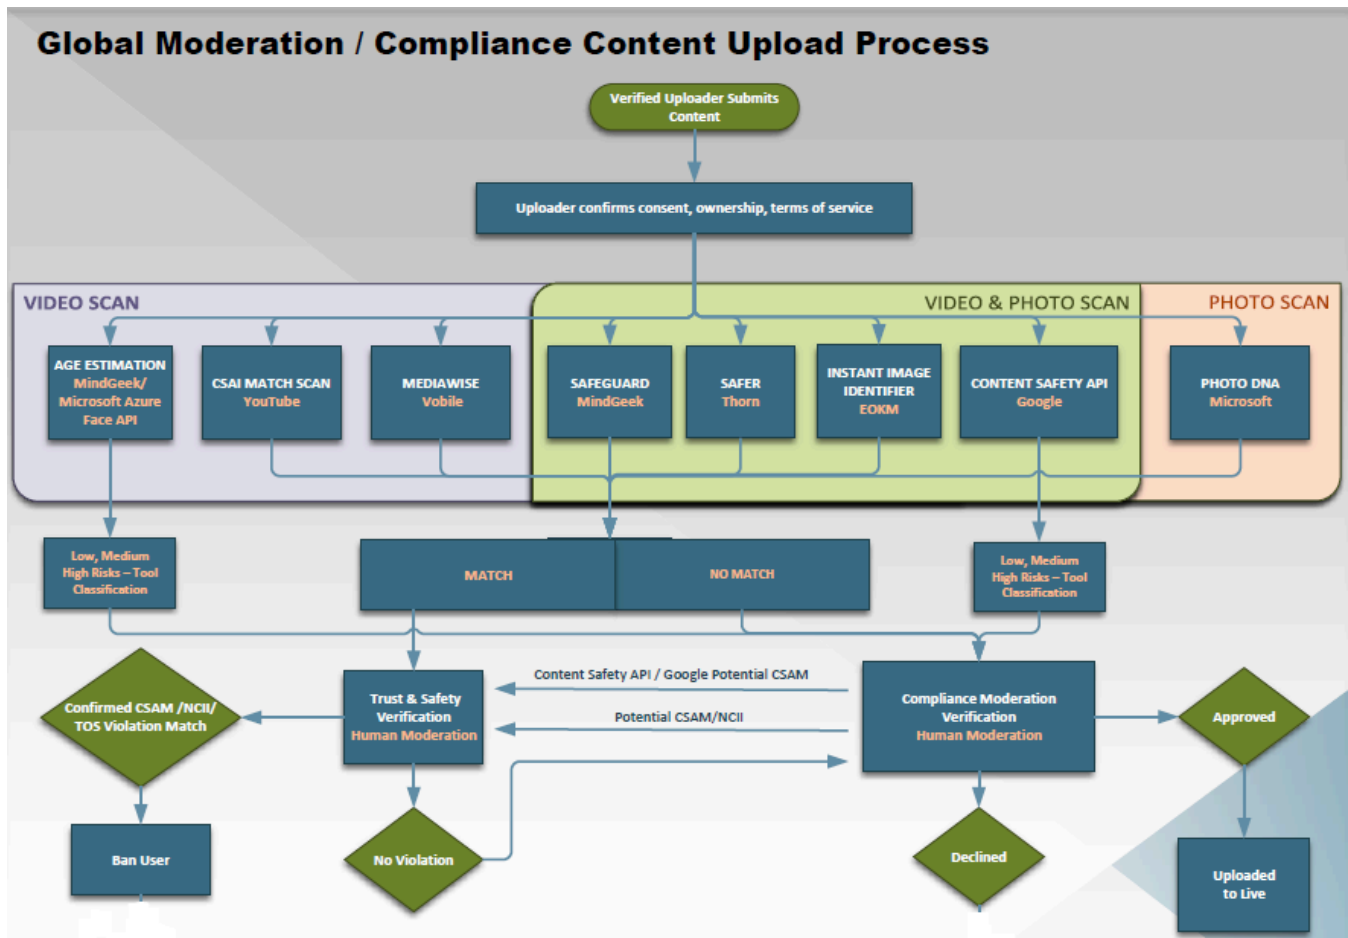 Global Moderation / Compliance Content Upload Process
Verified Uploader Submits
Content
Uploader confirms consent, ownership, terms of service
VIDEO SCAN
VIDEO & PHOTO SCAN
PHOTO SCAN
AGE ESTIMATION
MindGeek/
Microsoft Azure
Face API
CSAI MATCH SCAN
YouTube
MEDIAWISE
Vobile
SAFEGUARD
MindGeek
SAFER
Thorn
INSTANT IMAGE
IDENTIFIER
EOKM
CONTENT SAFETY API
Google
PHOTO DNA
Microsoft
Low, Medium
High Risks – Tool
Classification
MATCH
NO MATCH
Low, Medium
High Risks – Tool
Classification
Confirmed CSAM /NCII/
TOS Violation Match
Trust & Safety
Verification
Human Moderation
Content Safety API / Google Potential CSAM
Potential CSAM/NCII
Compliance Moderation
Verification
Human Moderation
Approved
Ban User
No Violation
Declined
Uploaded
to Live